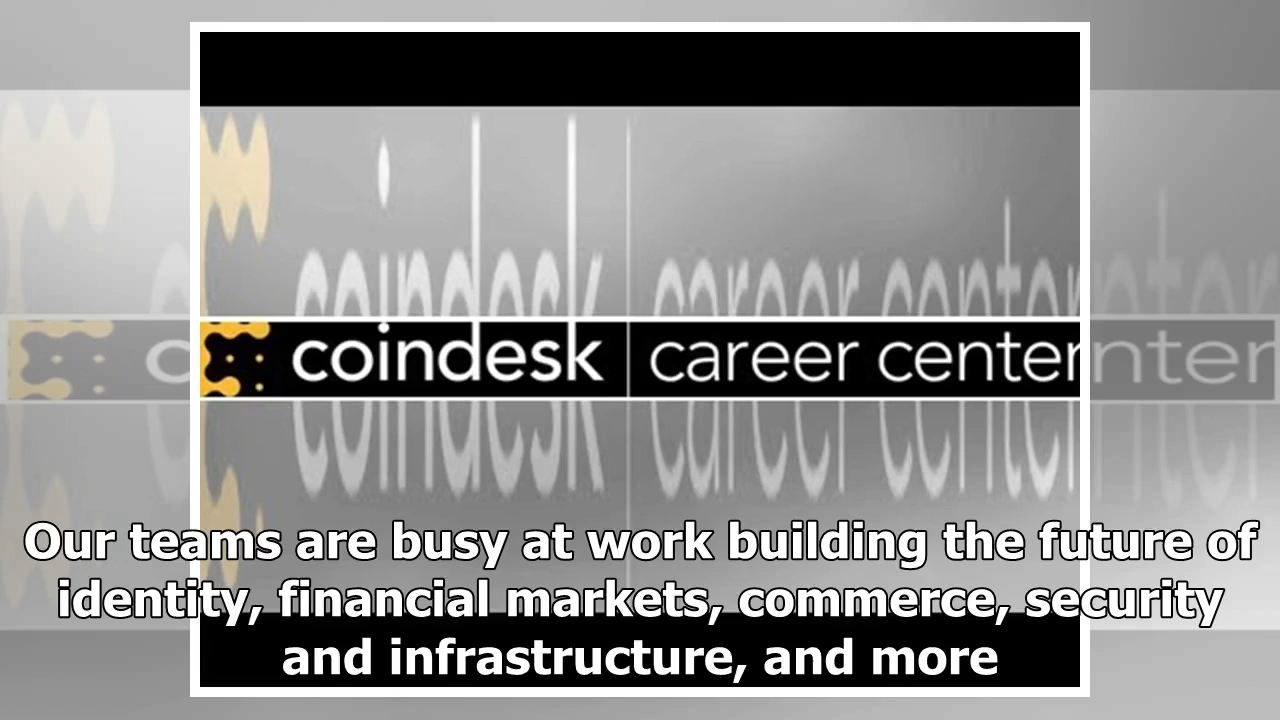 coindesk career center
Our teams are busy at work building the future of
identity, financial markets, commerce, security
and infrastructure, and more